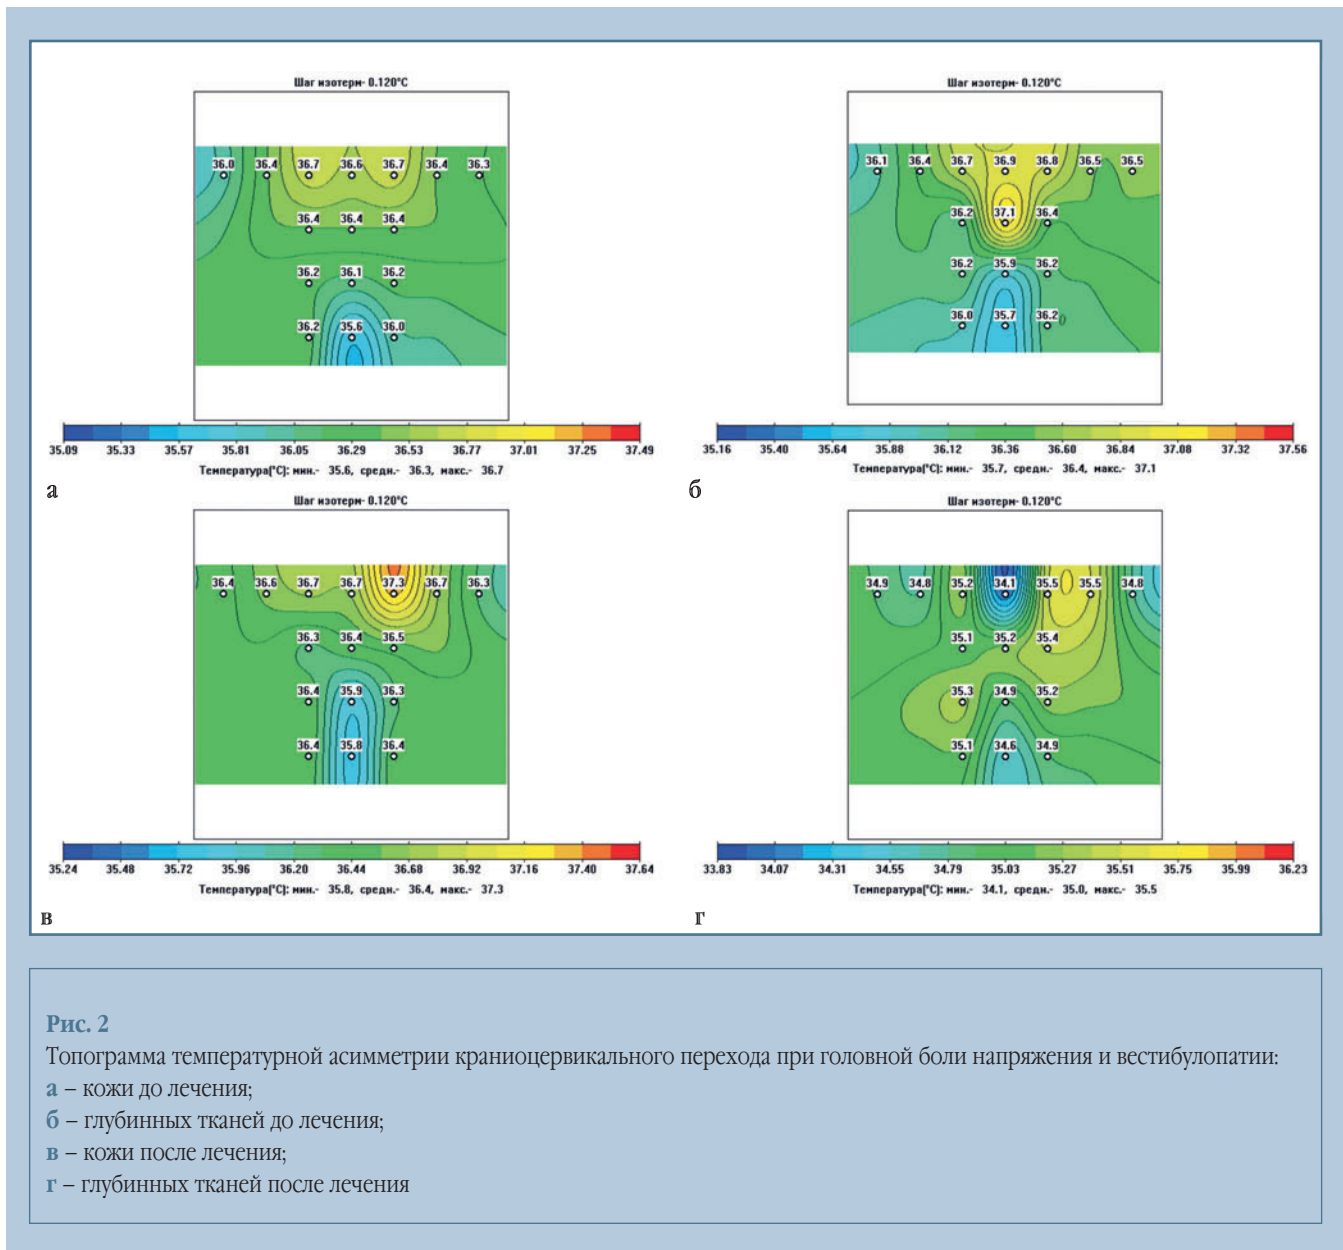 Шаг изотерм- 0.120°C
36.0 36.4 36.7 36.6 36.7 36.4 36.3
36.4 36.4 36.4
36.2 36.1 36.2
36.2 35.6 36.0
35.09 35.33 35.57 35.81 36.05 36.29 36.53 36.77 37.01 37.25 37.49
Температура(°C): мин.- 35.6, средн.- 36.3, макс.- 36.7
а
Шаг изотерм- 0.120°C
36.1 36.4 36.7 36.9 36.8 36.5 36.5
36.2 37.1 36.4
36.2 35.9 36.2
36.0 35.7 36.2
35.16 35.40 35.64 35.88 36.12 36.36 36.60 36.84 37.08 37.32 37.56
Температура(°C): мин.- 35.7, средн.- 36.4, макс.- 37.1
б
Шаг изотерм- 0.120°C
36.4 36.6 36.7 36.7 37.3 36.7 36.3
36.3 36.4 36.5
36.4 35.9 36.3
36.4 35.8 36.4
35.24 35.48 35.72 35.96 36.20 36.44 36.68 36.92 37.16 37.40 37.64
Температура(°C): мин.- 35.8, средн.- 36.4, макс.- 37.3
в
Шаг изотерм- 0.120°C
34.9 34.8 35.2 34.1 35.5 35.5 34.8
35.1 35.2 35.4
35.3 34.9 35.2
35.1 34.6 34.9
33.83 34.07 34.31 34.55 34.79 35.03 35.27 35.51 35.75 35.99 36.23
Температура(°C): мин.- 34.1, средн.- 35.0, макс.- 35.5
г
Рис. 2
Топограмма температурной асимметрии краниоцервикального перехода при головной боли напряжения и вестибулопатии:
а – кожи до лечения;
б – глубинных тканей до лечения;
в – кожи после лечения;
г – глубинных тканей после лечения